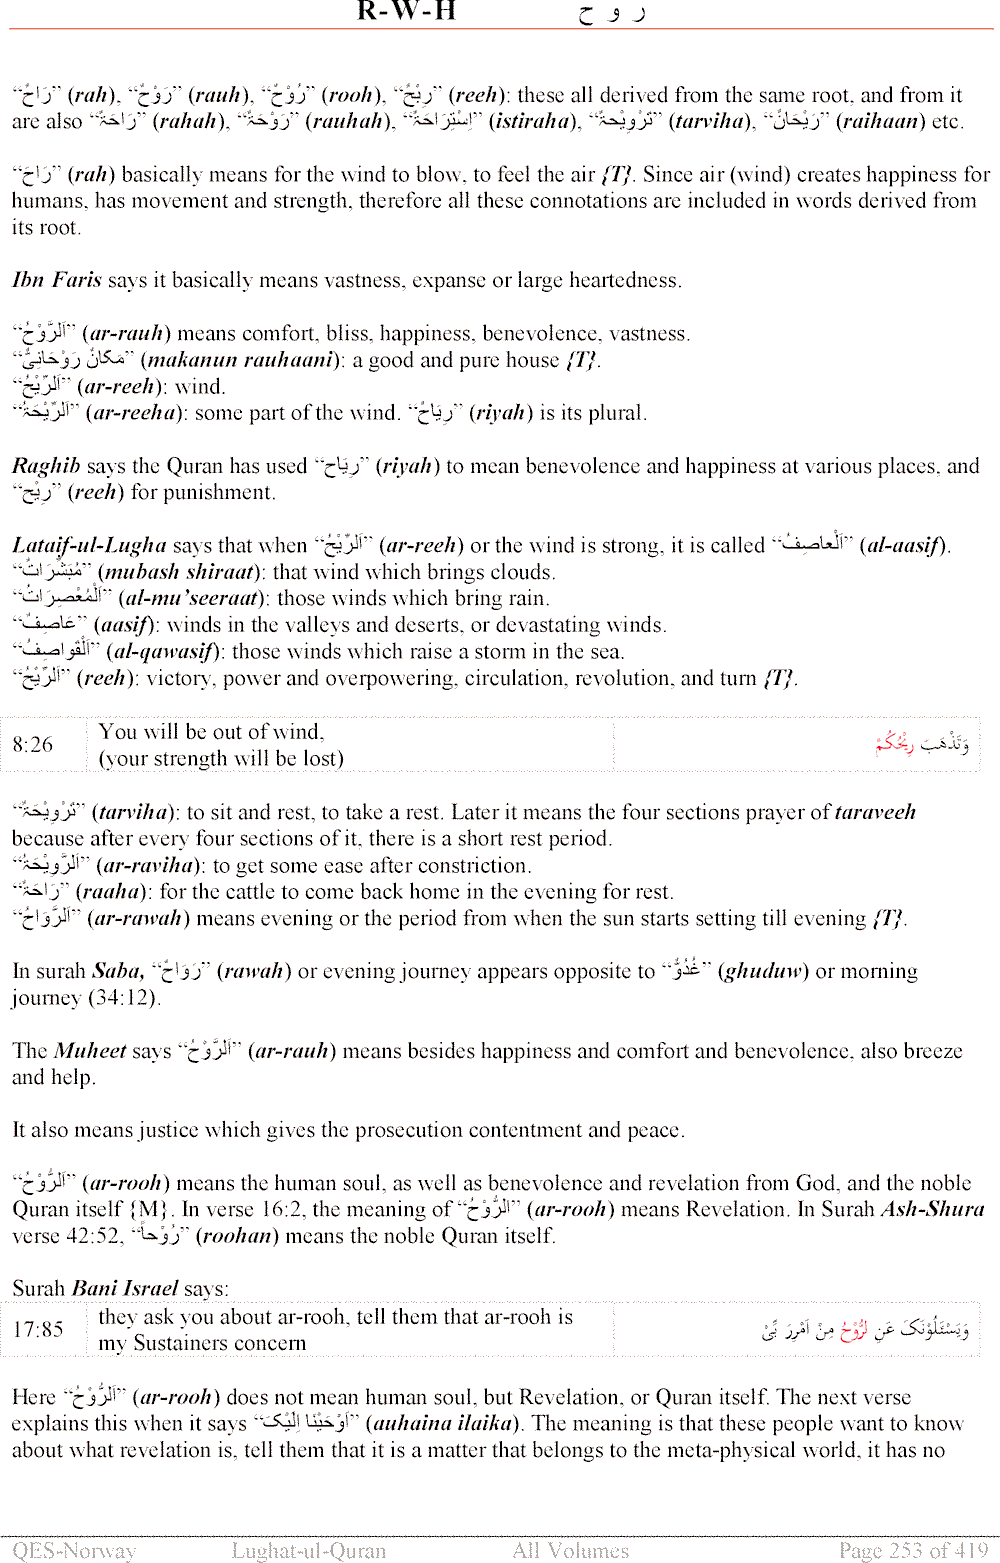 R-W-H ر و ح
“رَاحٌ” (rah), “رَوْحٌ” (rauh), “رُوْحٌ” (rooh), “رِيْحٌ” (reeh): these all derived from the same root, and from it
are also “رَاحَۃٌ” (rahah), “رَوْحَۃٌ” (rauhah), “اِسْتِرَاحَۃٌ” (istiraha), “تَرْوِيْحَۃٌ” (tarviha), “رَيْحَانٌ” (raihaan) etc.
“رَاحَ” (rah) basically means for the wind to blow, to feel the air {T}. Since air (wind) creates happiness for
humans, has movement and strength, therefore all these connotations are included in words derived from
its root.
Ibn Faris says it basically means vastness, expanse or large heartedness.
“اَلرَّوْحُ” (ar-rauh) means comfort, bliss, happiness, benevolence, vastness.
“مَکَانٌ رَوْحَانِیٌّ” (makanun rauhaani): a good and pure house {T}.
“اَلرِّيْحُ” (ar-reeh): wind.
“اَلرِّيْحَۃُ” (ar-reeha): some part of the wind. “رِيَاحٌ” (riyah) is its plural.
Raghib says the Quran has used “رِيَاح” (riyah) to mean benevolence and happiness at various places, and
“رِيْح” (reeh) for punishment.
Lataif-ul-Lugha says that when “اَلرِّيْحُ” (ar-reeh) or the wind is strong, it is called “اَلْعاصِفُ” (al-aasif).
“مُبَشِّرَاتٌ” (mubash shiraat): that wind which brings clouds.
“اَلْمُعْصِرَاتُ” (al-mu’seeraat): those winds which bring rain.
“عَاصِفٌ” (aasif): winds in the valleys and deserts, or devastating winds.
“اَلْقَواصِفُ” (al-qawasif): those winds which raise a storm in the sea.
“اَلرِّيْحُ” (reeh): victory, power and overpowering, circulation, revolution, and turn {T}.
8:26 You will be out of wind, وَتَذْهَبَ رِيْحُكُمْ
(your strength will be lost)
“تَرْوِيْحَۃٌ” (tarviha): to sit and rest, to take a rest. Later it means the four sections prayer of taraveeh
because after every four sections of it, there is a short rest period.
“اَلرَّوِيْحَۃُ” (ar-raviha): to get some ease after constriction.
“رَاحَۃٌ” (raaha): for the cattle to come back home in the evening for rest.
“اَلرَّوَاحُ” (ar-rawah) means evening or the period from when the sun starts setting till evening {T}.
In surah Saba, “رَوَاحٌ” (rawah) or evening journey appears opposite to “غُدُوٌّ” (ghuduw) or morning
journey (34:12).
The Muheet says “اَلرَّوْحُ” (ar-rauh) means besides happiness and comfort and benevolence, also breeze
and help.
It also means justice which gives the prosecution contentment and peace.
“اَلرُّوْحُ” (ar-rooh) means the human soul, as well as benevolence and revelation from God, and the noble
Quran itself {M}. In verse 16:2, the meaning of “الرُّوْحُ” (ar-rooh) means Revelation. In Surah Ash-Shura
verse 42:52, “رُوْحاً” (roohan) means the noble Quran itself.
Surah Bani Israel says:
17:85 they ask you about ar-rooh, tell them that ar-rooh is وَيَسْئَلُوْنَکَ عَنِ لرُّوْحُ مِنْ اَمْرِرَ بِّیْ
my Sustainers concern
Here “اَلرُّوْحُ” (ar-rooh) does not mean human soul, but Revelation, or Quran itself. The next verse
explains this when it says “اَوْحَيْنَا اِلَيْکَ” (auhaina ilaika). The meaning is that these people want to know
about what revelation is, tell them that it is a matter that belongs to the meta-physical world, it has no
QES-Norway Lughat-ul-Quran All Volumes Page 253 of 419